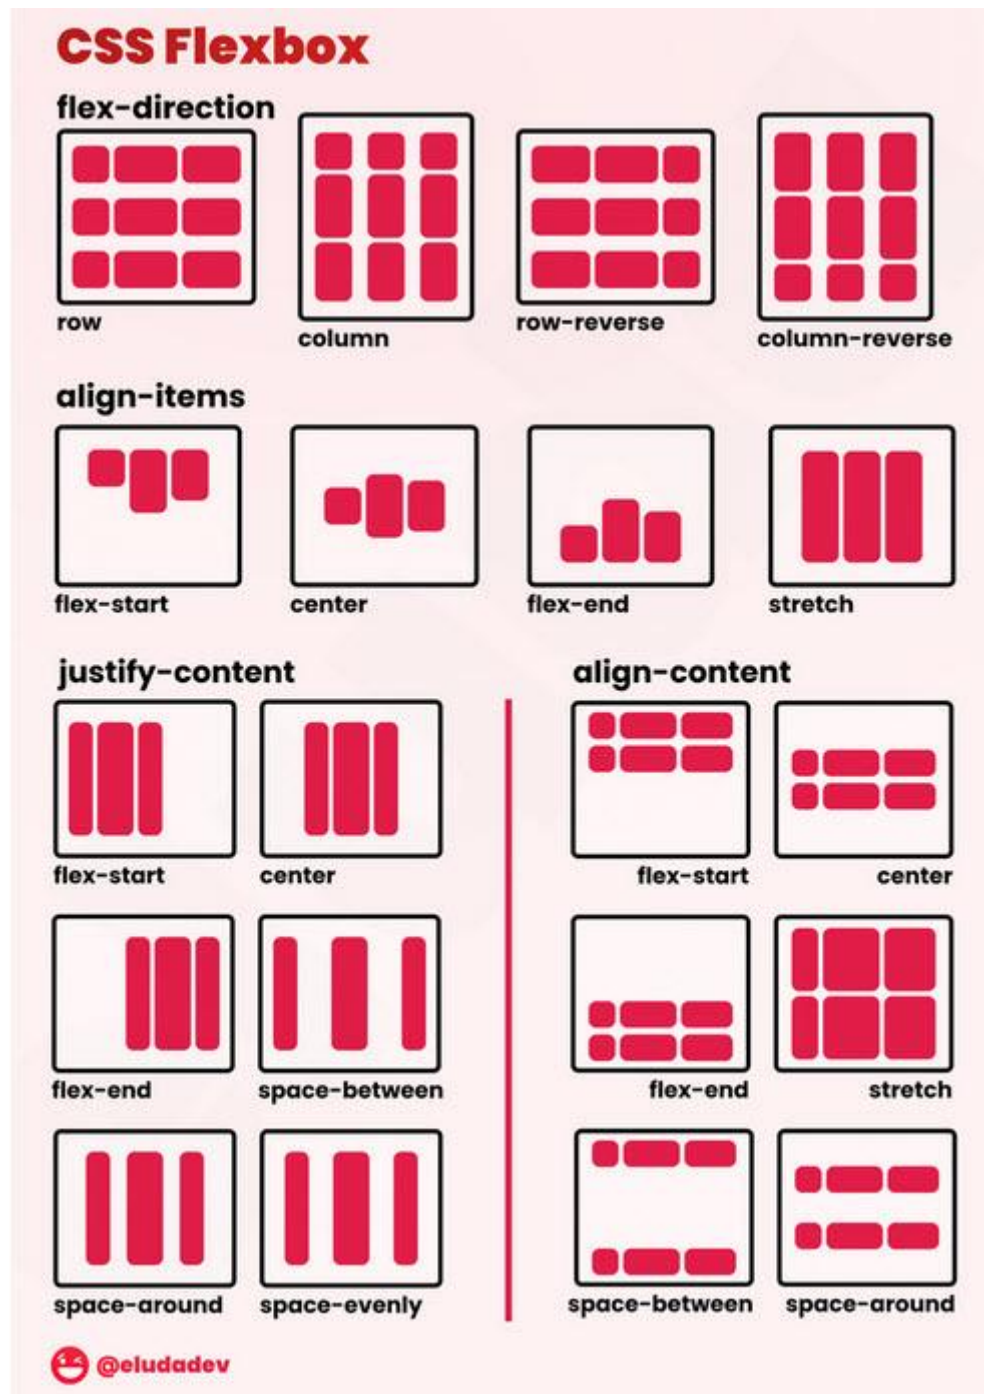 CSS Flexbox
flex-direction
row
column
row-reverse
column-reverse
align-items
flex-start
center
flex-end
stretch
justify-content
flex-start
center
flex-end
space-between
space-around
space-evenly
align-content
flex-start
center
flex-end
stretch
space-between
space-around
@eludadev